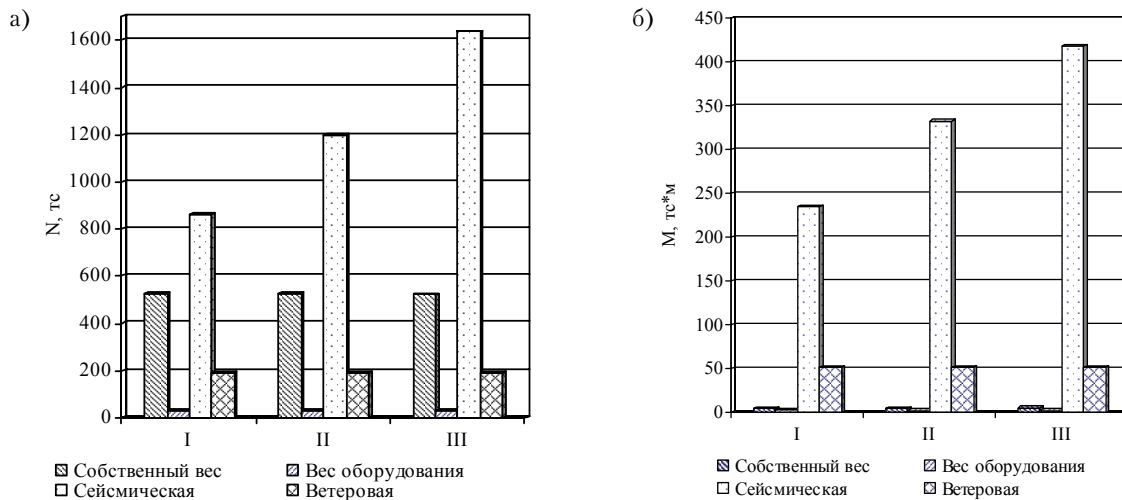 а)
N, тс
1600
1400
1200
1000
800
600
400
200
0
I II III
Собственный вес Вес оборудования
Сейсмическая Ветеровая
б)
М, тс*м
450
400
350
300
250
200
150
100
50
0
I II III
Собственный вес Вес оборудования
Сейсмическая Ветеровая